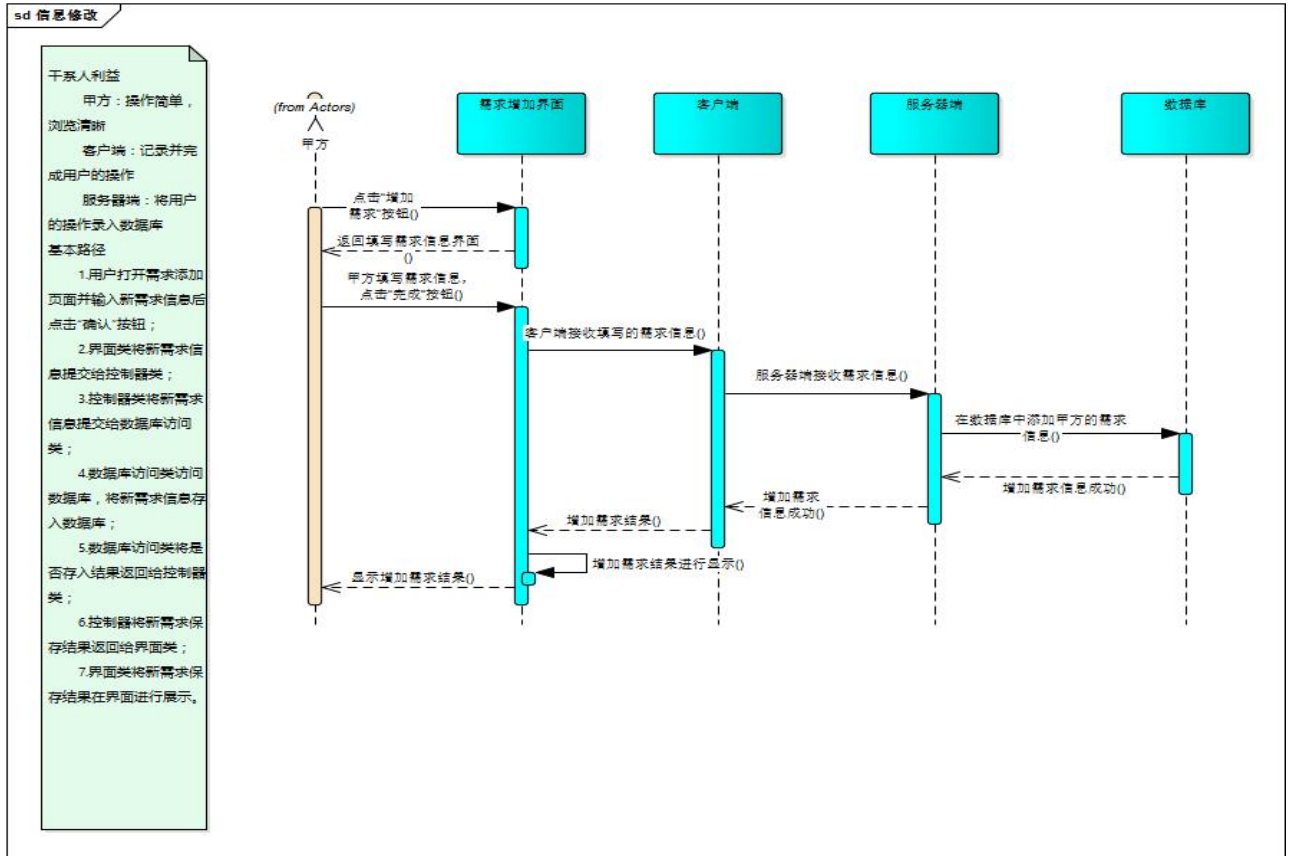 sd 信息修改
干系人利益
甲方：操作简单，
浏览清晰
客户端：记录并完
成用户的操作
服务器端：将用户
的操作录入数据库
基本路径
1.用户打开需求添加
页面并输入新需求信息后
点击“确认”按钮；
2.界面类将新需求信
息提交给控制器类；
3.控制器类将新需求
信息提交给数据库访问
类；
4.数据库访问类访问
数据库，将新需求信息存
入数据库；
5.数据库访问类将是
否存入结果返回给控制器
类；
6.控制器将新需求保
存结果返回给界面类；
7.界面类将新需求保
存结果在界面进行展示。
(from Actors)
甲方
需求增加界面
客户端
服务器端
数据库
点击“增加
需求”按钮()
返回填写需求信息界面
()
甲方填写需求信息，
点击“完成”按钮()
客户端接收填写的需求信息()
服务器端接收需求信息()
在数据库中添加甲方的需求
信息()
增加需求信息成功()
增加需求
信息成功()
增加需求结果()
增加需求结果进行显示()
显示增加需求结果()